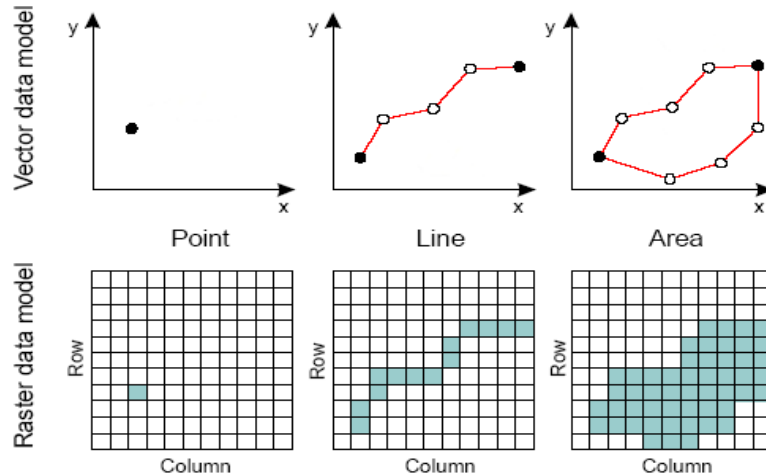 Vector data model
y
x
y
x
y
x
Point
Line
Area
Raster data model
Row
Column
Row
Column
Row
Column